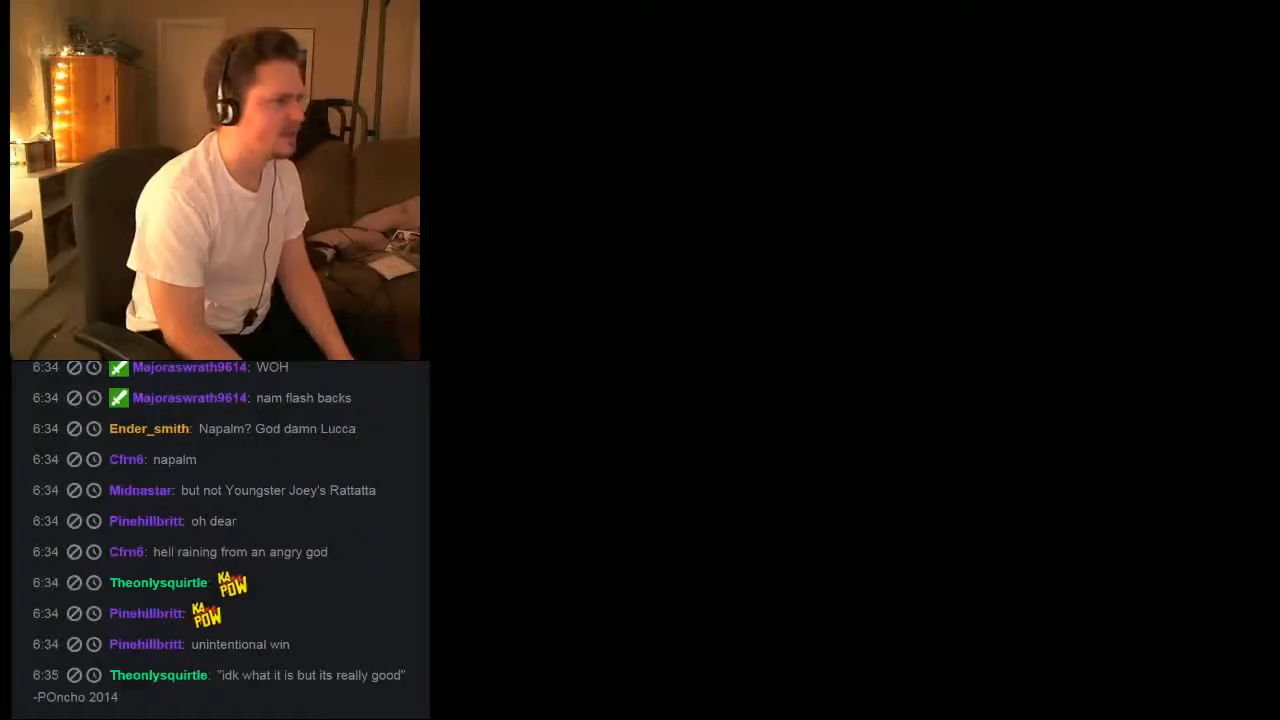 6:34 Majoraswrath9614: WOH
6:34 Majoraswrath9614: nam flash backs
6:34 Ender_smith: Napalm? God damn Lucca
6:34 Cfrn6: napalm
6:34 Midnastar: but not Youngster Joey's Rattatta
6:34 Pinehillbritt: oh dear
6:34 Cfrn6: hell raining from an angry god
6:34 Theonlysquirtle: KA POW
6:34 Pinehillbritt: KA POW
6:34 Pinehillbritt: unintentional win
6:35 Theonlysquirtle: "idk what it is but its really good"
-POncho 2014